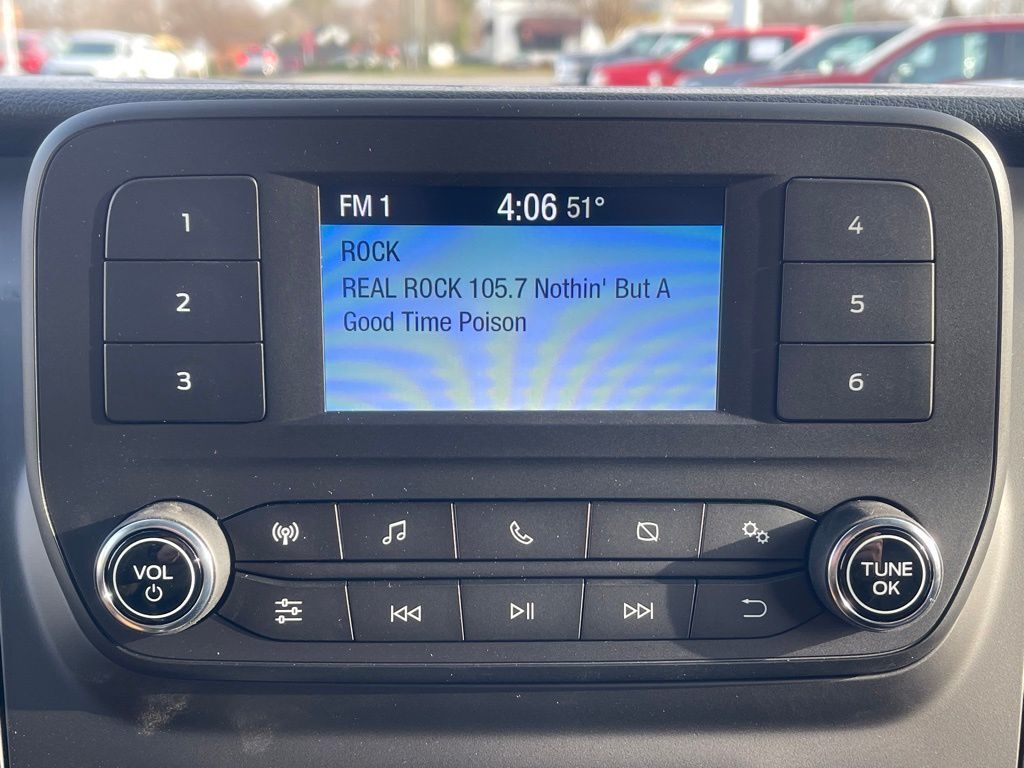 FM 1 4:06 51°
ROCK
REAL ROCK 105.7 Nothin' But A
Good Time Poison
1
2
3
4
5
6
VOL
TUNE
OK